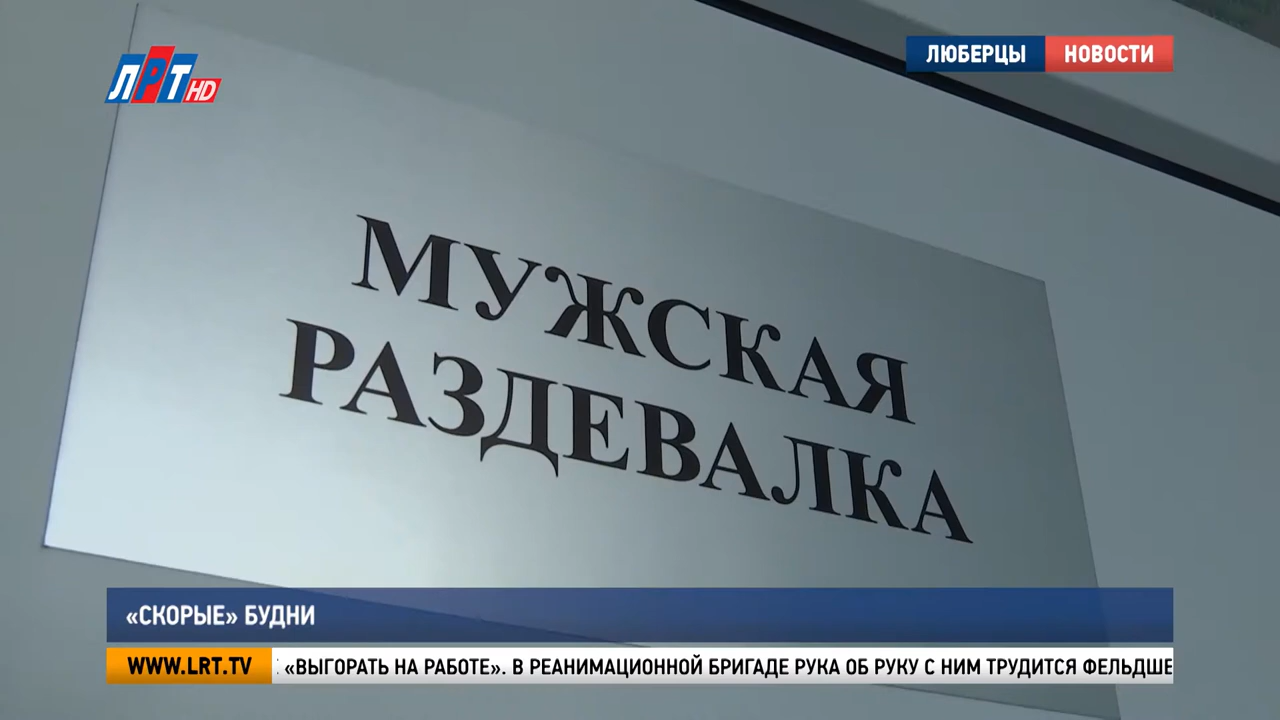 ЛРТ HD
ЛЮБЕРЦЫ НОВОСТИ
МУЖСКАЯ
РАЗДЕВАЛКА
«СКОРЫЕ» БУДНИ
WWW.LRT.TV «ВЫГОРАТЬ НА РАБОТЕ». В РЕАНИМАЦИОННОЙ БРИГАДЕ РУКА ОБ РУКУ С НИМ ТРУДИТСЯ ФЕЛЬДШЕ